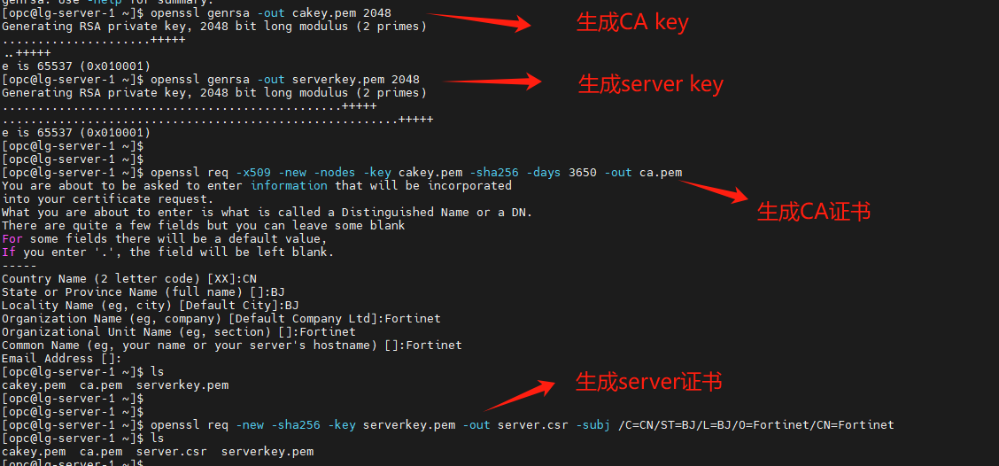 genrsa: Use -help for summary.
[opc@lg-server-1 ~]$ openssl genrsa -out cakey.pem 2048
生成CA key
Generating RSA private key, 2048 bit long modulus (2 primes)
.....................+++++
..+++++
e is 65537 (0x010001)
[opc@lg-server-1 ~]$ openssl genrsa -out serverkey.pem 2048
生成server key
Generating RSA private key, 2048 bit long modulus (2 primes)
................................................+++++
........................................................+++++
e is 65537 (0x010001)
[opc@lg-server-1 ~]$
[opc@lg-server-1 ~]$
[opc@lg-server-1 ~]$ openssl req -x509 -new -nodes -key cakey.pem -sha256 -days 3650 -out ca.pem
You are about to be asked to enter information that will be incorporated
into your certificate request.
What you are about to enter is what is called a Distinguished Name or a DN.
生成CA证书
There are quite a few fields but you can leave some blank
For some fields there will be a default value,
If you enter '.', the field will be left blank.
-----
Country Name (2 letter code) [XX]:CN
State or Province Name (full name) []:BJ
Locality Name (eg, city) [Default City]:BJ
Organization Name (eg, company) [Default Company Ltd]:Fortinet
Organizational Unit Name (eg, section) []:Fortinet
Common Name (eg, your name or your server's hostname) []:Fortinet
Email Address []:
[opc@lg-server-1 ~]$ ls
cakey.pem  ca.pem  serverkey.pem
生成server证书
[opc@lg-server-1 ~]$
[opc@lg-server-1 ~]$
[opc@lg-server-1 ~]$ openssl req -new -sha256 -key serverkey.pem -out server.csr -subj /C=CN/ST=BJ/L=BJ/O=Fortinet/CN=Fortinet
[opc@lg-server-1 ~]$ ls
cakey.pem  ca.pem  server.csr  serverkey.pem
[opc@lg-server-1 ~]$